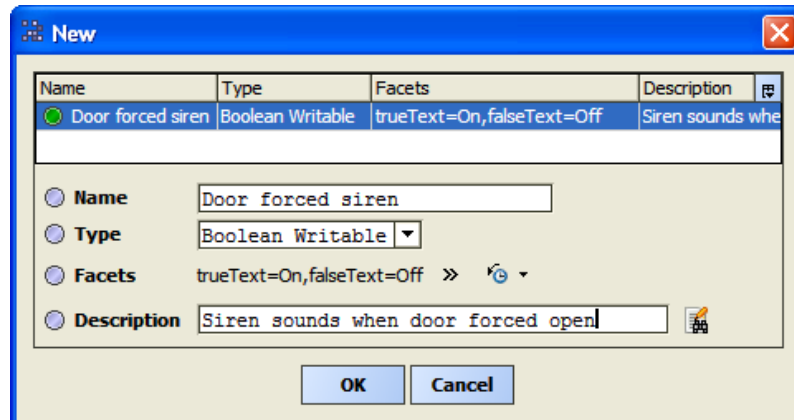 New
Name Type Facets Description
Door forced siren Boolean Writable trueText=On,falseText=Off Siren sounds whe
Name Door forced siren
Type Boolean Writable
Facets trueText=On,falseText=Off »
Description Siren sounds when door forced open
OK Cancel